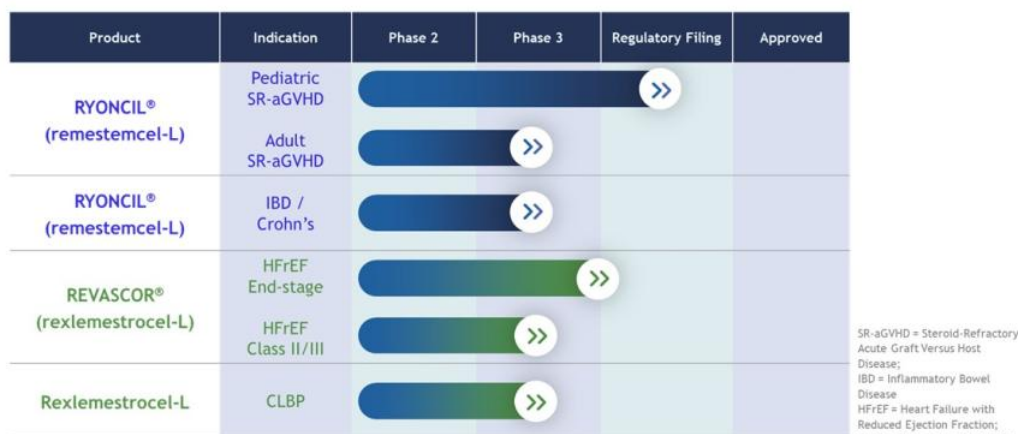 Product Indication Phase 2 Phase 3 Regulatory Filing Approved
RYONCIL®
(remestemcel-L)
Pediatric
SR-aGVHD
Adult
SR-aGVHD
RYONCIL®
(remestemcel-L)
IBD /
Crohn's
REVASCOR®
(rexlemestrocel-L)
HFrEF
End-stage
HFrEF
Class II/III
Rexlemestrocel-L
CLBP
SR-aGVHD = Steroid-Refractory
Acute Graft Versus Host
Disease;
IBD = Inflammatory Bowel
Disease
HFrEF = Heart Failure with
Reduced Ejection Fraction;